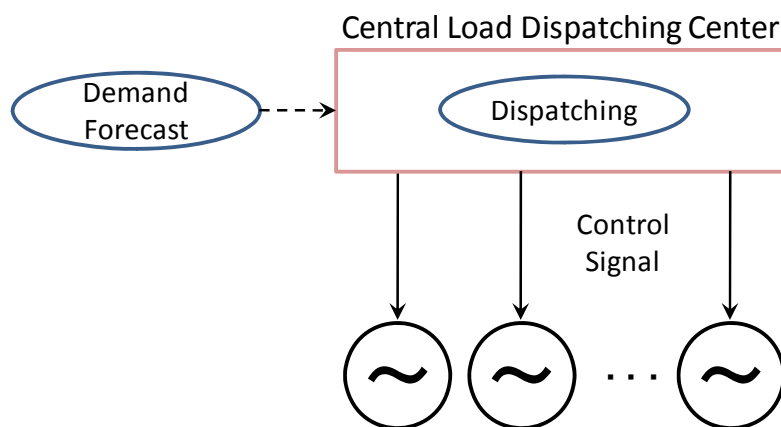 Central Load Dispatching Center
Demand
Forecast
Dispatching
Control
Signal
. . .